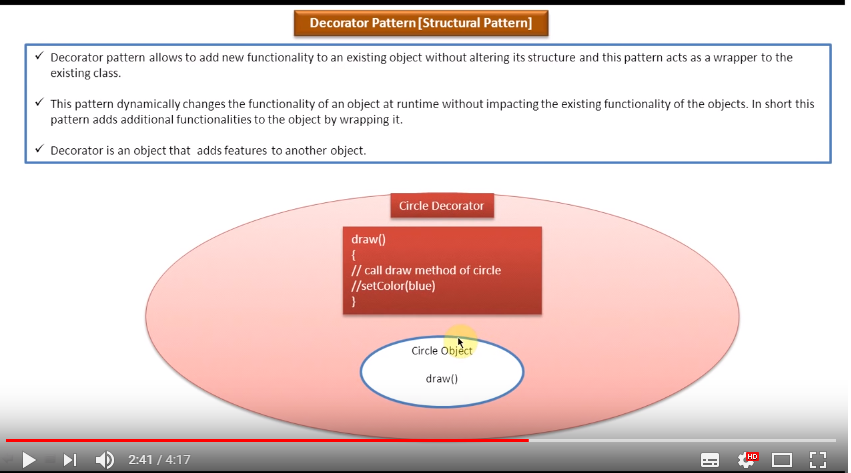 Decorator Pattern [Structural Pattern]
✓ Decorator pattern allows to add new functionality to an existing object without altering its structure and this pattern acts as a wrapper to the
existing class.
✓ This pattern dynamically changes the functionality of an object at runtime without impacting the existing functionality of the objects. In short this
pattern adds additional functionalities to the object by wrapping it.
✓ Decorator is an object that adds features to another object.
Circle Decorator
draw()
{
// call draw method of circle
//setColor(blue)
}
Circle Object
draw()
2:41 / 4:17
HD